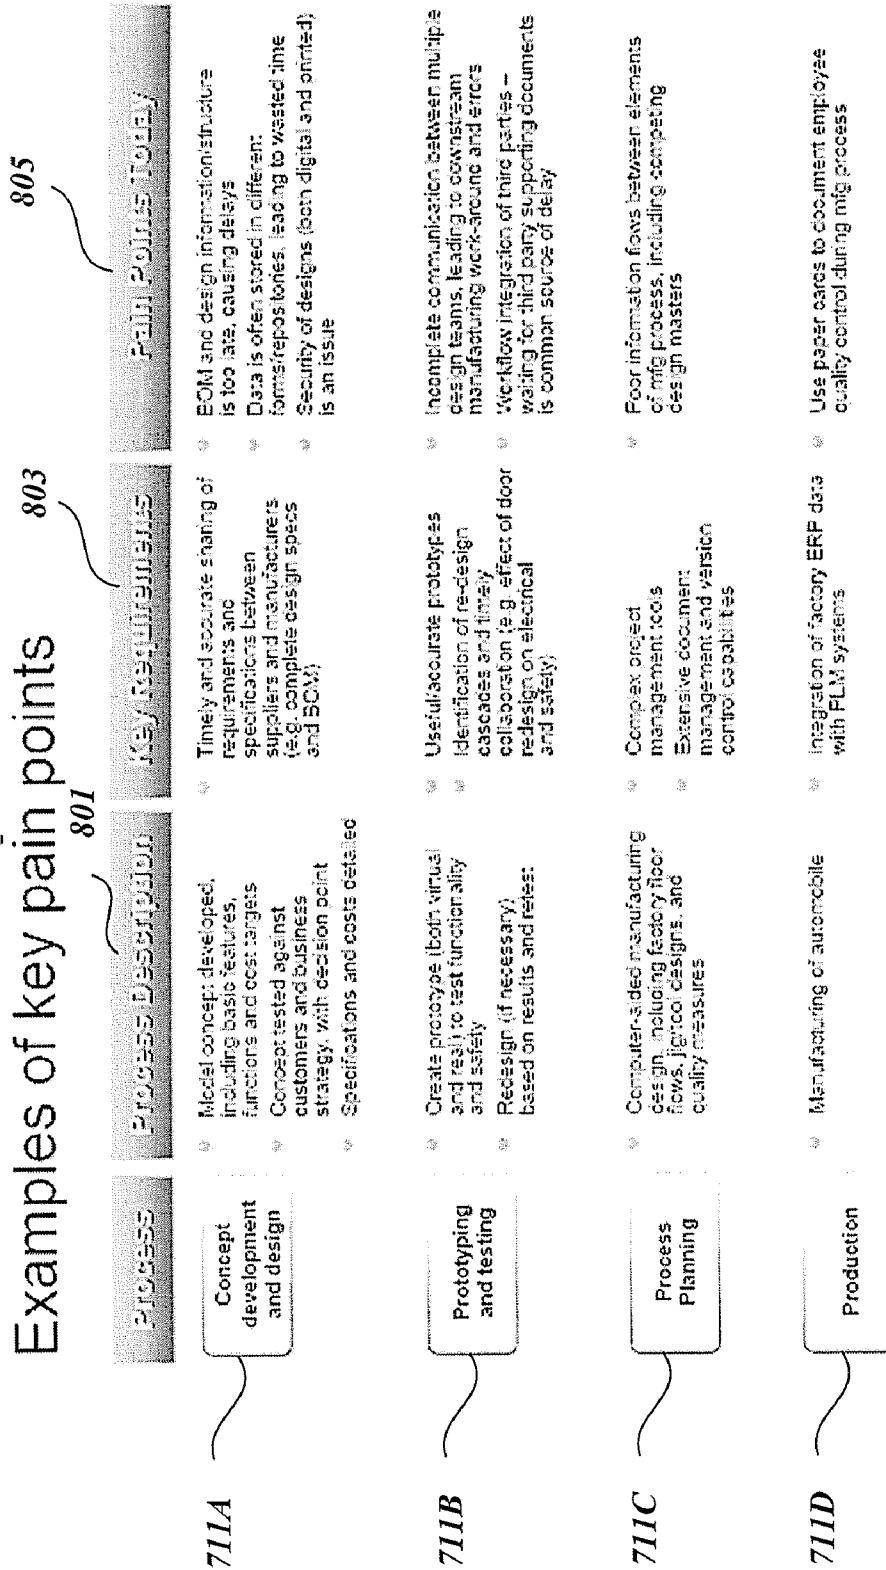 Examples of key pain points
801
803
805
Process
Process Description
Key Requirements
Pain Points Today
711A
Concept
development
and design
Model concept developed,
including basic features,
functions and cost targets
Concept tested against
customers and business
strategy, with decision point
Specifications and costs detailed
Timely and accurate sharing of
requirements and
specifications between
suppliers and manufacturers
(e.g. complete design specs
and BOM)
BOM and design information/structure
is too late, causing delays
Data is often stored in different
forms/repositories, leading to wasted time
Security of designs (both digital and printed)
is an issue
711B
Prototyping
and testing
Create prototype (both virtual
and real) to test functionality
and safety
Redesign (if necessary)
based on results and retest
Useful/accurate prototypes
Identification of re-design
cascades and timely
collaboration (e.g. effect of door
redesign on electrical
and safety)
Incomplete communication between multiple
design teams, leading to downstream
manufacturing work-around and errors
Workflow integration of third parties –
waiting for third party supporting documents
is common source of delay
711C
Process
Planning
Computer-aided manufacturing
design, including factory floor
flows, jig/tool designs, and
quality measures
Complex project
management tools
Extensive document
management and version
control capabilities
Poor information flows between elements
of mfg process, including competing
design masters
711D
Production
Manufacturing of automobile
Integration of factory ERP data
with PLM systems
Use paper cards to document employee
quality control during mfg process